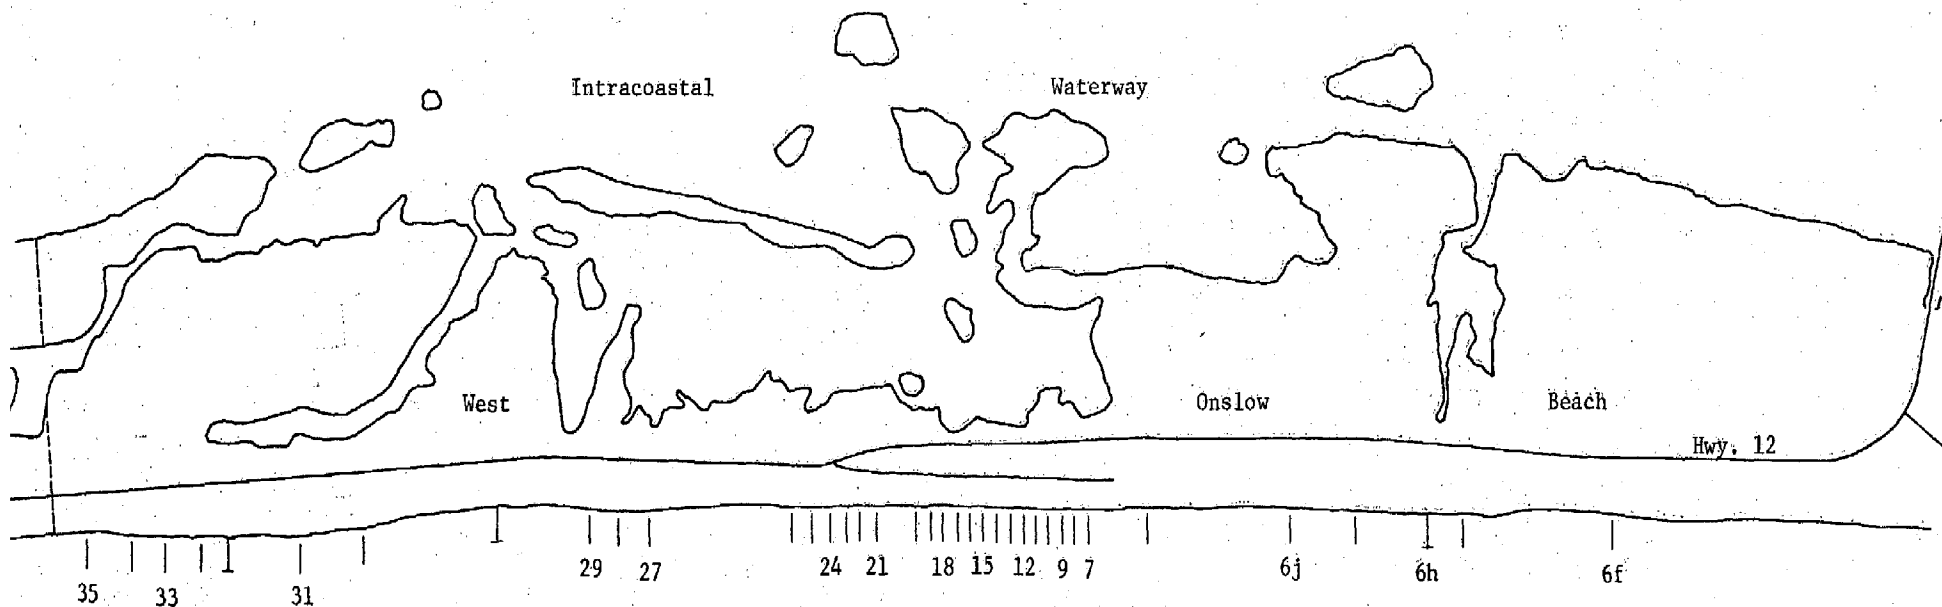 Intracoastal Waterway
West Onslow Beach
Hwy. 12
35 33 31 29 27 24 21 18 15 12 9 7 6j 6h 6f